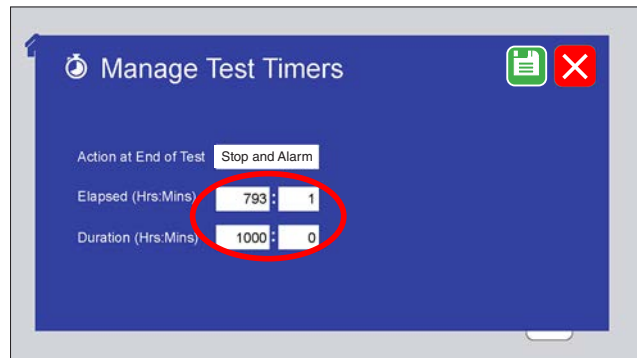 Manage Test Timers
Action at End of Test Stop and Alarm
Elapsed (Hrs:Mins) 793 : 1
Duration (Hrs:Mins) 1000 : 0